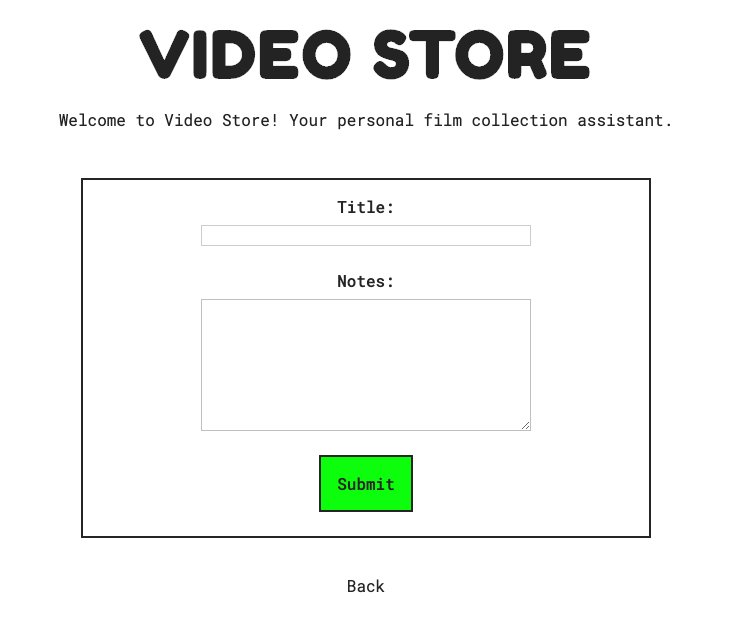 VIDEO STORE
Welcome to Video Store! Your personal film collection assistant.
Title:
Notes:
Submit
Back